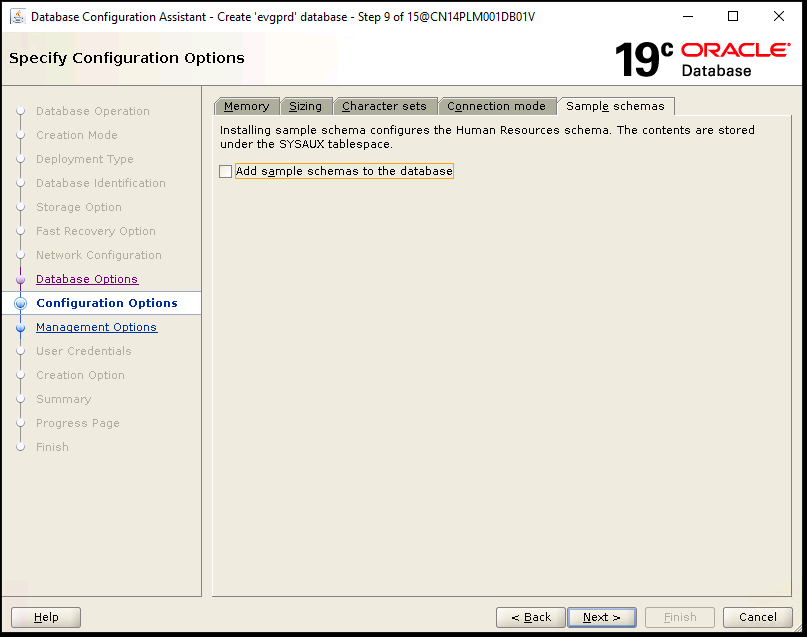 Database Configuration Assistant - Create 'evgprd' database - Step 9 of 15@CN14PLM001DB01V
Specify Configuration Options
19c ORACLE
Database
Database Operation
Creation Mode
Deployment Type
Database Identification
Storage Option
Fast Recovery Option
Network Configuration
Database Options
Configuration Options
Management Options
User Credentials
Creation Option
Summary
Progress Page
Finish
Memory Sizing Character sets Connection mode Sample schemas
Installing sample schema configures the Human Resources schema. The contents are stored
under the SYSAUX tablespace.
Add sample schemas to the database
Help < Back Next > Finish Cancel